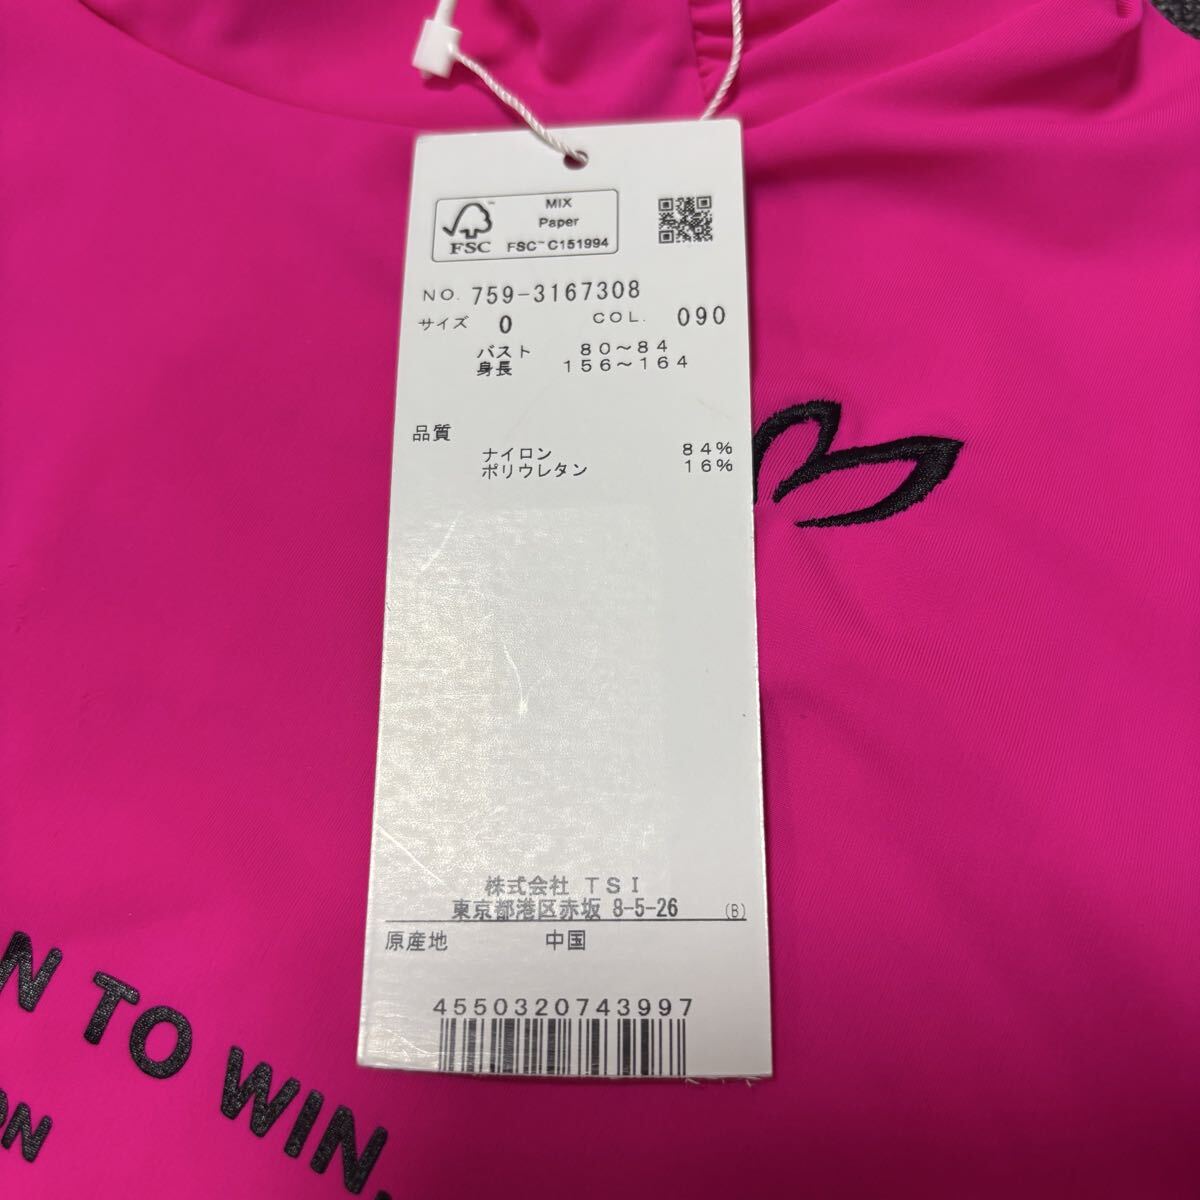 MIX
Paper
FSC™ C151994
FSC
NO. 759-3167308
サイズ 0 COL. 090
バスト 80～84
身長 156～164
品質
ナイロン 84%
ポリウレタン 16%
株式会社 TSI
東京都港区赤坂 8-5-26 (B)
原産地 中国
4550320743997
N TO WIN.
ON